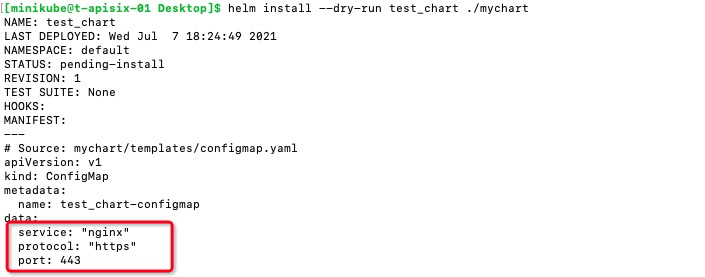 [[minikube@t-apisix-01 Desktop]$ helm install --dry-run test_chart ./mychart
NAME: test_chart
LAST DEPLOYED: Wed Jul  7 18:24:49 2021
NAMESPACE: default
STATUS: pending-install
REVISION: 1
TEST SUITE: None
HOOKS:
MANIFEST:
---
# Source: mychart/templates/configmap.yaml
apiVersion: v1
kind: ConfigMap
metadata:
  name: test_chart-configmap
data:
  service: "nginx"
  protocol: "https"
  port: 443